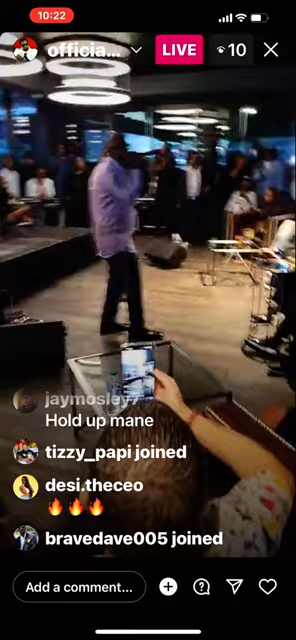 10:22
officia...
LIVE
10
jaymosley7
Hold up mane
tizzy_papi joined
desi.theceo
🔥🔥🔥
bravedave005 joined
Add a comment...